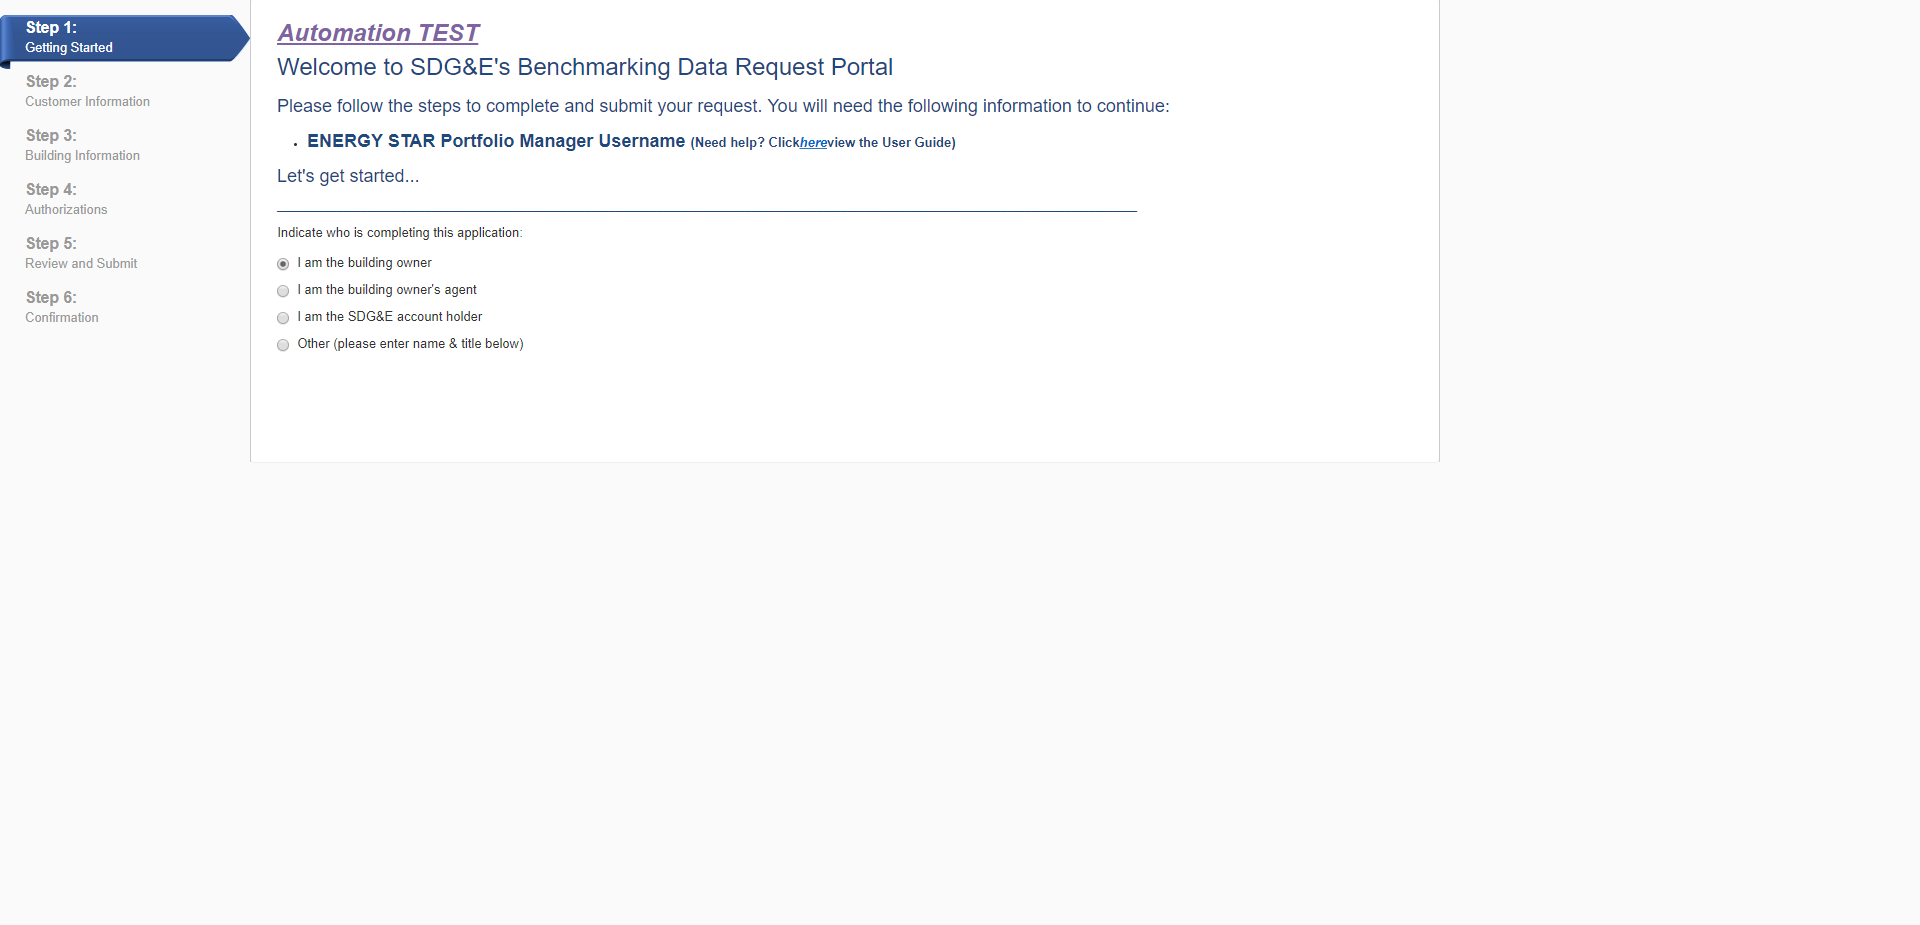 Step 1:
Getting Started
Step 2:
Customer Information
Step 3:
Building Information
Step 4:
Authorizations
Step 5:
Review and Submit
Step 6:
Confirmation
Automation TEST
Welcome to SDG&E's Benchmarking Data Request Portal
Please follow the steps to complete and submit your request. You will need the following information to continue:
• ENERGY STAR Portfolio Manager Username (Need help? Clickhereview the User Guide)
Let's get started...
Indicate who is completing this application:
I am the building owner
I am the building owner's agent
I am the SDG&E account holder
Other (please enter name & title below)